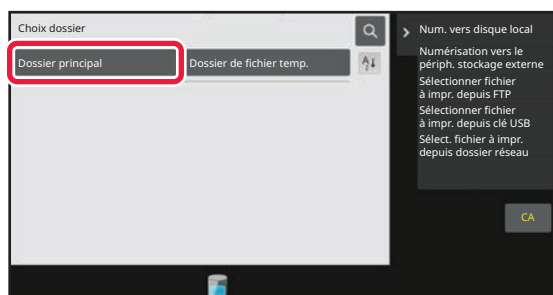 Choix dossier
Dossier principal
Dossier de fichier temp.
Num. vers disque local
Numérisation vers le
périph. stockage externe
Sélectionner fichier
à impr. depuis FTP
Sélectionner fichier
à impr. depuis clé USB
Sélect. fichier à impr.
depuis dossier réseau
CA